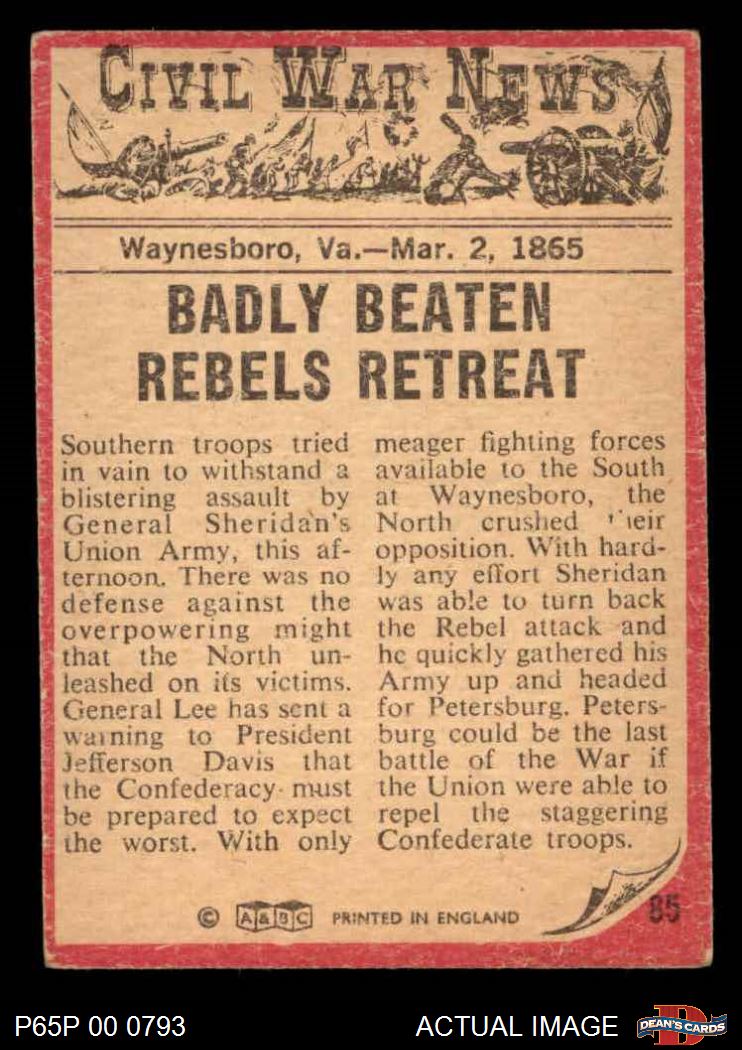 CIVIL WAR NEWS
Waynesboro, Va.—Mar. 2, 1865
BADLY BEATEN
REBELS RETREAT
Southern troops tried
in vain to withstand a
blistering assault by
General Sheridan's
Union Army, this af-
ternoon. There was no
defense against the
overpowering might
that the North un-
leashed on its victims.
General Lee has sent a
warning to President
Jefferson Davis that
the Confederacy must
be prepared to expect
the worst. With only
meager fighting forces
available to the South
at Waynesboro, the
North crushed their
opposition. With hard-
ly any effort Sheridan
was able to turn back
the Rebel attack and
he quickly gathered his
Army up and headed
for Petersburg. Peters-
burg could be the last
battle of the War if
the Union were able to
repel the staggering
Confederate troops.
© A&BC PRINTED IN ENGLAND
85
P65P 00 0793 ACTUAL IMAGE
D
DEAN'S CARDS